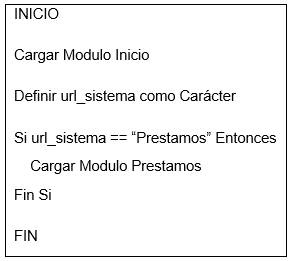 INICIO
Cargar Modulo Inicio
Definir url_sistema como Carácter
Si url_sistema == “Prestamos” Entonces
Cargar Modulo Prestamos
Fin Si
FIN